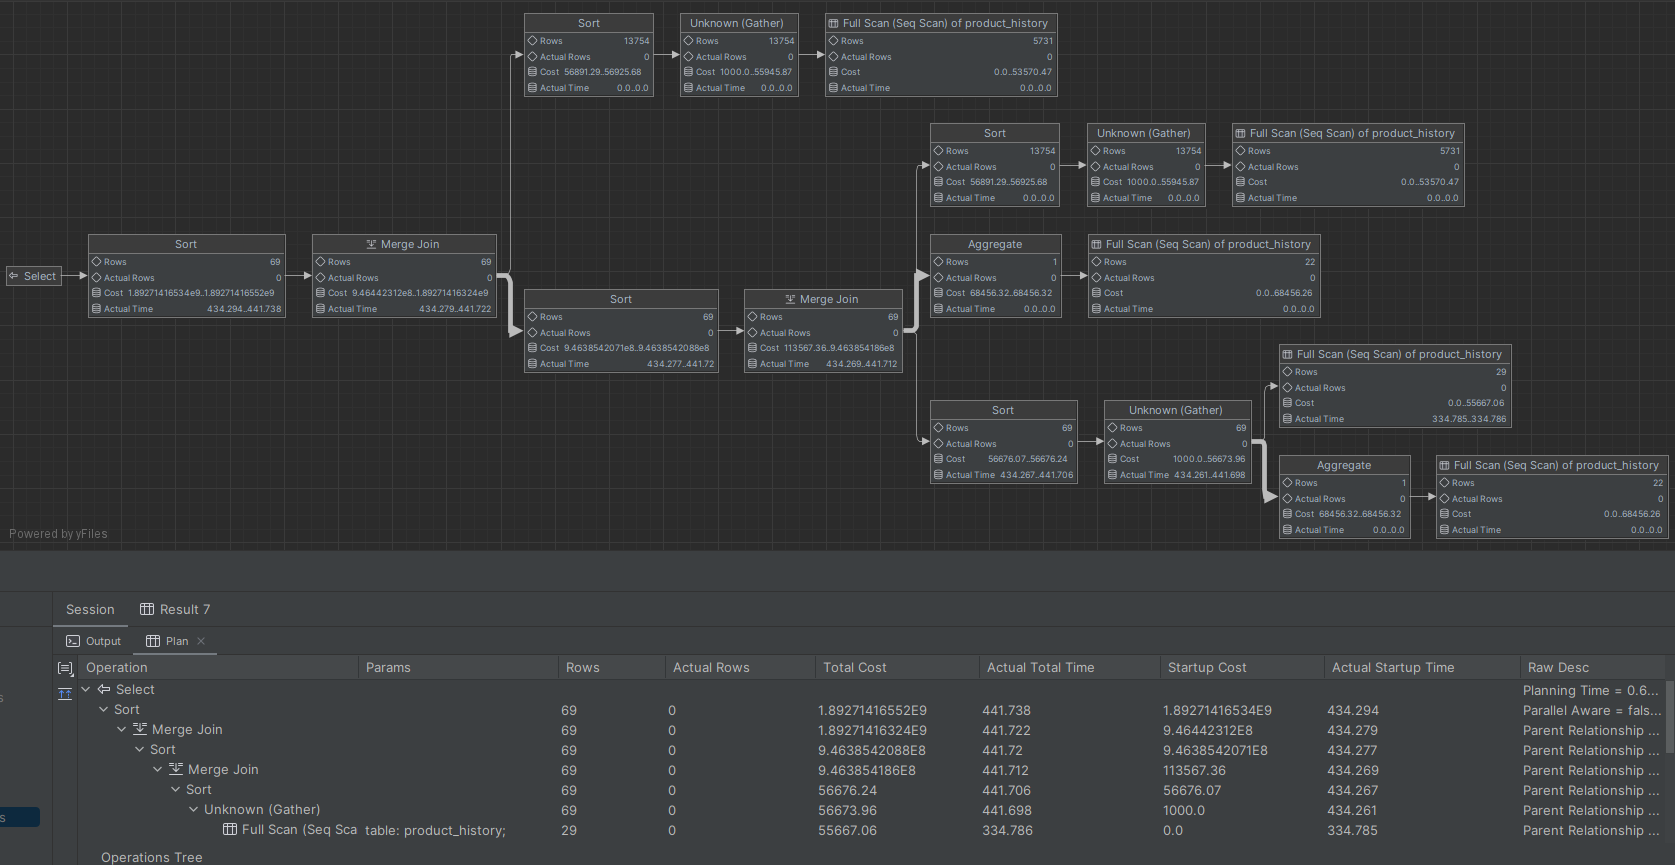 Sort
Rows 13754
Actual Rows 0
Cost 56891.29..56925.68
Actual Time 0.0..0.0
Unknown (Gather)
Rows 13754
Actual Rows 0
Cost 1000.0..55945.87
Actual Time 0.0..0.0
Full Scan (Seq Scan) of product_history
Rows 5731
Actual Rows 0
Cost 0.0..53570.47
Actual Time 0.0..0.0
Sort
Rows 13754
Actual Rows 0
Cost 56891.29..56925.68
Actual Time 0.0..0.0
Unknown (Gather)
Rows 13754
Actual Rows 0
Cost 1000.0..55945.87
Actual Time 0.0..0.0
Full Scan (Seq Scan) of product_history
Rows 5731
Actual Rows 0
Cost 0.0..53570.47
Actual Time 0.0..0.0
Select
Sort
Rows 69
Actual Rows 0
Cost 1.89271416534e9..1.89271416552e9
Actual Time 434.294..441.738
Merge Join
Rows 69
Actual Rows 0
Cost 9.46442312e8..1.89271416324e9
Actual Time 434.279..441.722
Aggregate
Rows 1
Actual Rows 0
Cost 68456.32..68456.32
Actual Time 0.0..0.0
Full Scan (Seq Scan) of product_history
Rows 22
Actual Rows 0
Cost 0.0..68456.26
Actual Time 0.0..0.0
Sort
Rows 69
Actual Rows 0
Cost 9.4638542071e8..9.4638542088e8
Actual Time 434.277..441.72
Merge Join
Rows 69
Actual Rows 0
Cost 113567.36..9.463854186e8
Actual Time 434.269..441.712
Full Scan (Seq Scan) of product_history
Rows 29
Actual Rows 0
Cost 0.0..55667.06
Actual Time 334.785..334.786
Sort
Rows 69
Actual Rows 0
Cost 56676.07..56676.24
Actual Time 434.267..441.706
Unknown (Gather)
Rows 69
Actual Rows 0
Cost 1000.0..56673.96
Actual Time 434.261..441.698
Aggregate
Rows 1
Actual Rows 0
Cost 68456.32..68456.32
Actual Time 0.0..0.0
Full Scan (Seq Scan) of product_history
Rows 22
Actual Rows 0
Cost 0.0..68456.26
Actual Time 0.0..0.0
Powered by yFiles
Session Result 7
Output Plan
Operation Params Rows Actual Rows Total Cost Actual Total Time Startup Cost Actual Startup Time Raw Desc
Select Planning Time = 0.6...
Sort 69 0 1.89271416552E9 441.738 1.89271416534E9 434.294 Parallel Aware = fals...
Merge Join 69 0 1.89271416324E9 441.722 9.46442312E8 434.279 Parent Relationship ...
Sort 69 0 9.4638542088E8 441.72 9.4638542071E8 434.277 Parent Relationship ...
Merge Join 69 0 9.463854186E8 441.712 113567.36 434.269 Parent Relationship ...
Sort 69 0 56676.24 441.706 56676.07 434.267 Parent Relationship ...
Unknown (Gather) 69 0 56673.96 441.698 1000.0 434.261 Parent Relationship ...
Full Scan (Seq Sca table: product_history; 29 0 55667.06 334.786 0.0 334.785 Parent Relationship ...
Operations Tree
s
s